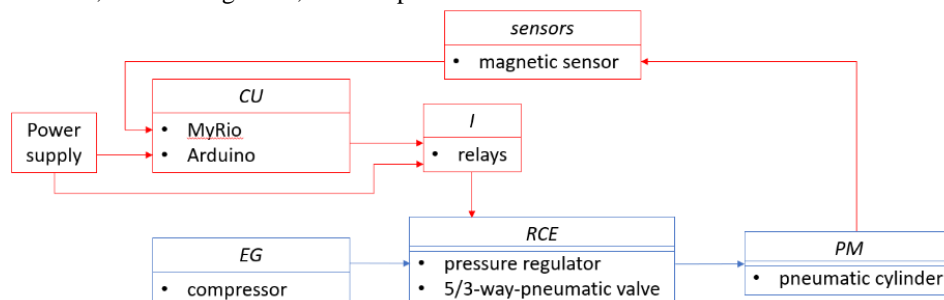 sensors
• magnetic sensor
CU
• MyRio
• Arduino
Power
supply
I
• relays
RCE
• pressure regulator
• 5/3-way-pneumatic valve
EG
• compressor
PM
• pneumatic cylinder